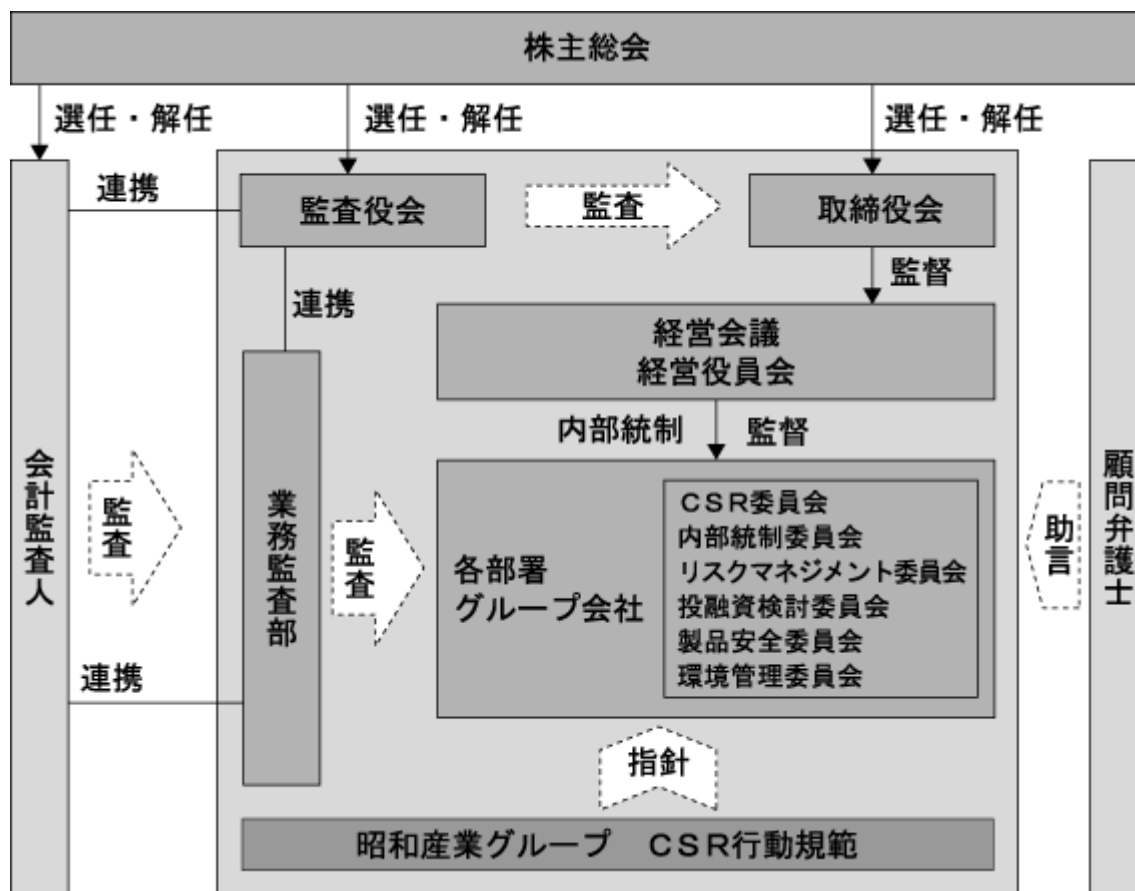 株主総会
選任・解任
選任・解任
選任・解任
連携
監査役会
監査
取締役会
監督
連携
経営会議
経営役員会
内部統制
監督
会計監査人
監査
業務監査部
監査
各部署
グループ会社
CSR委員会
内部統制委員会
リスクマネジメント委員会
投融資検討委員会
製品安全委員会
環境管理委員会
助言
顧問弁護士
連携
指針
昭和産業グループ　CSR行動規範